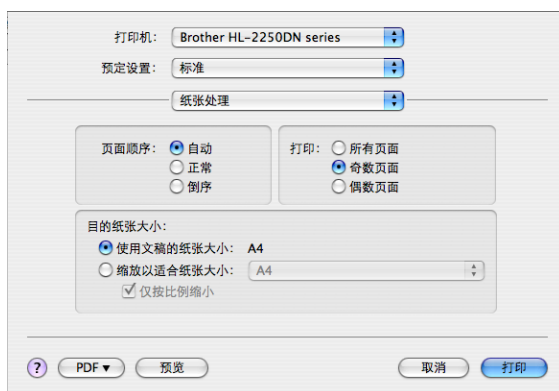 打印机： Brother HL-2250DN series
预定设置： 标准
纸张处理
页面顺序： 自动
正常
倒序
打印： 所有页面
奇数页面
偶数页面
目的纸张大小：
使用文稿的纸张大小： A4
缩放以适合纸张大小： A4
仅按比例缩小
? PDF▼ 预览 取消 打印